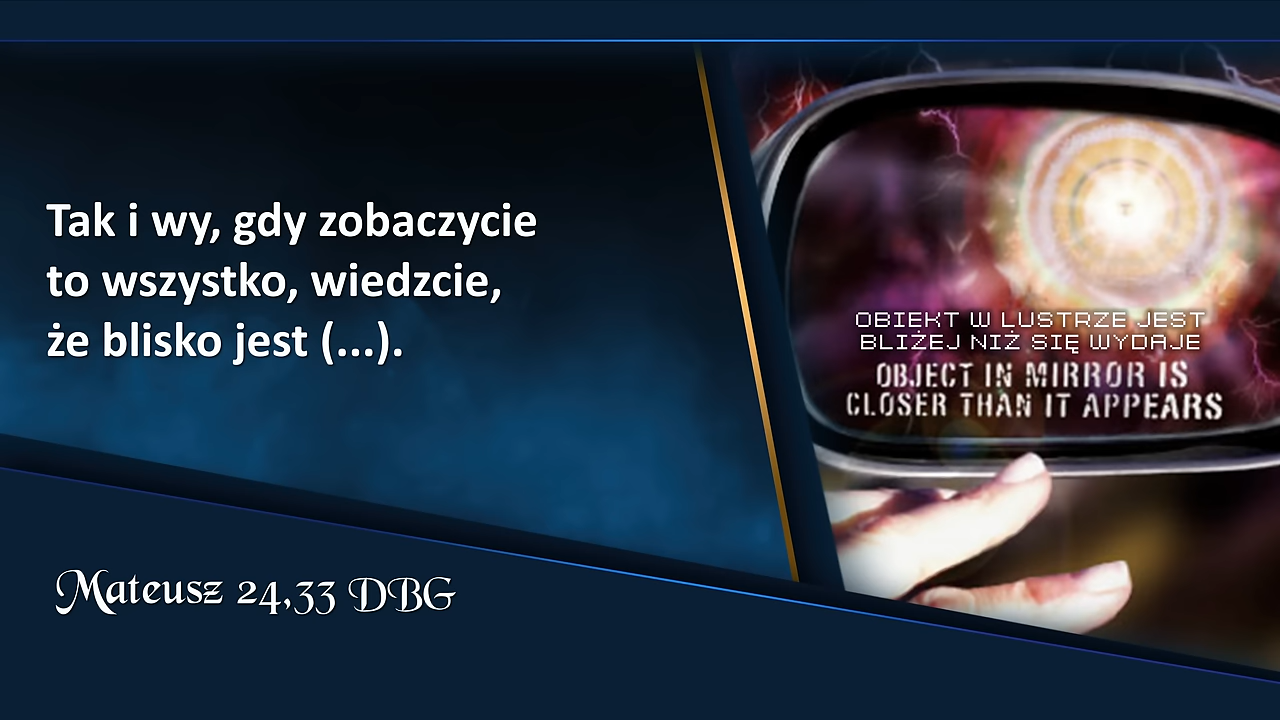 Tak i wy, gdy zobaczycie
to wszystko, wiedzcie,
że blisko jest (...).
OBIEKT W LUSTRZE JEST
BLIŻEJ NIŻ SIĘ WYDAJE
OBJECT IN MIRROR IS
CLOSER THAN IT APPEARS
Mateusz 24,33 DBG